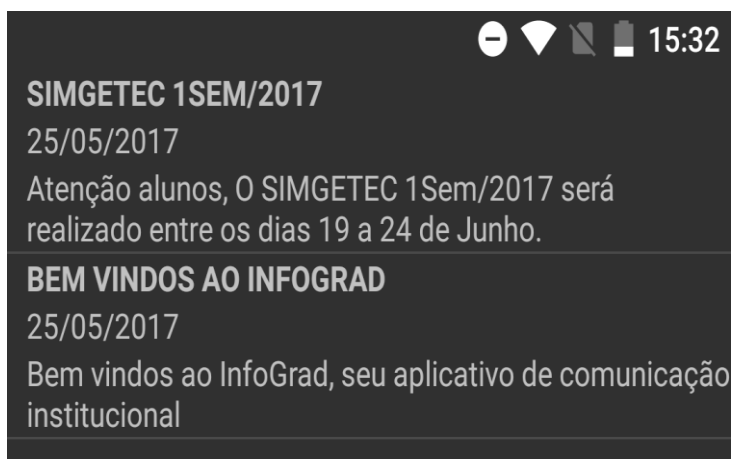 15:32
SIMGETEC 1SEM/2017
25/05/2017
Atenção alunos, O SIMGETEC 1Sem/2017 será
realizado entre os dias 19 a 24 de Junho.
BEM VINDOS AO INFOGRAD
25/05/2017
Bem vindos ao InfoGrad, seu aplicativo de comunicação
institucional